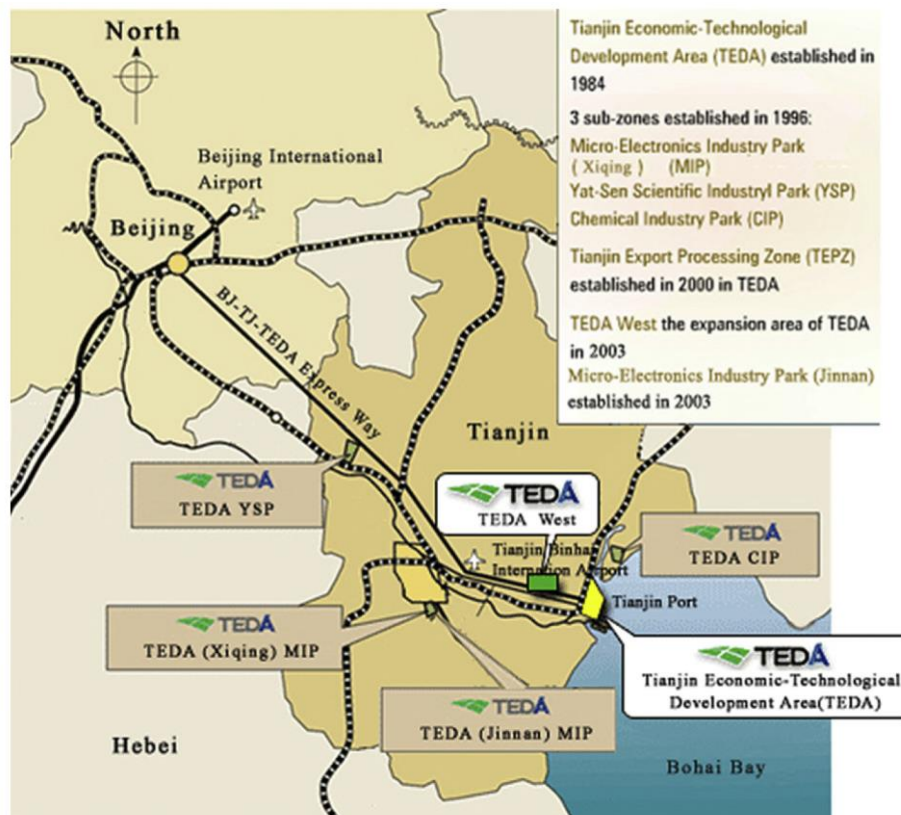 North
Tianjin Economic-Technological
Development Area (TEDA) established in
1984
3 sub-zones established in 1996:
Micro-Electronics Industry Park
( Xiqing ) (MIP)
Yat-Sen Scientific Industryl Park (YSP)
Chemical Industry Park (CIP)
Tianjin Export Processing Zone (TEPZ)
established in 2000 in TEDA
TEDA West the expansion area of TEDA
in 2003
Micro-Electronics Industry Park (Jinnan)
established in 2003
Beijing International
Airport
Beijing
BJ-TJ-TEDA Express Way
Tianjin
TEDA
TEDA YSP
TEDA
TEDA West
Tianjin Binhai
Internation Airport
TEDA
TEDA CIP
Tianjin Port
TEDA
TEDA (Xiqing) MIP
TEDA
Tianjin Economic-Technological
Development Area(TEDA)
TEDA
TEDA (Jinnan) MIP
Hebei
Bohai Bay